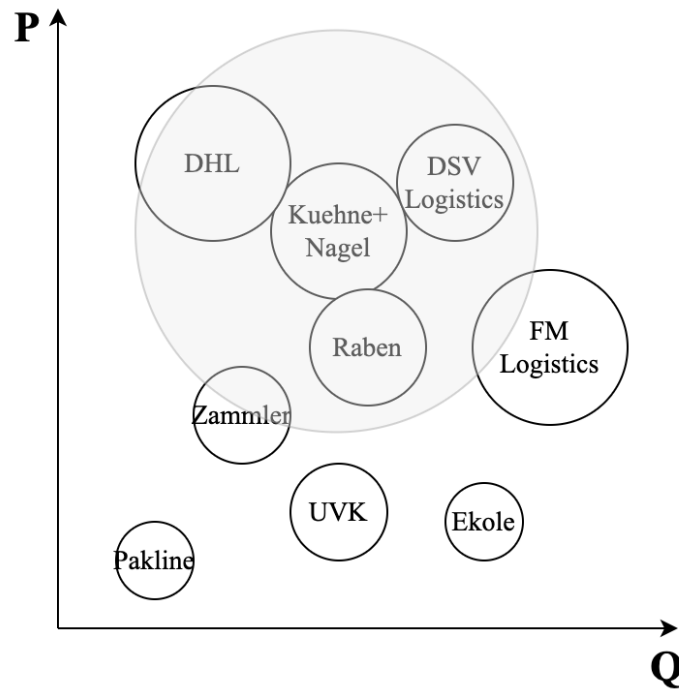 P
DHL
DSV
Logistics
Kuehne+
Nagel
FM
Logistics
Raben
Zammler
UVK
Ekole
Pakline
Q